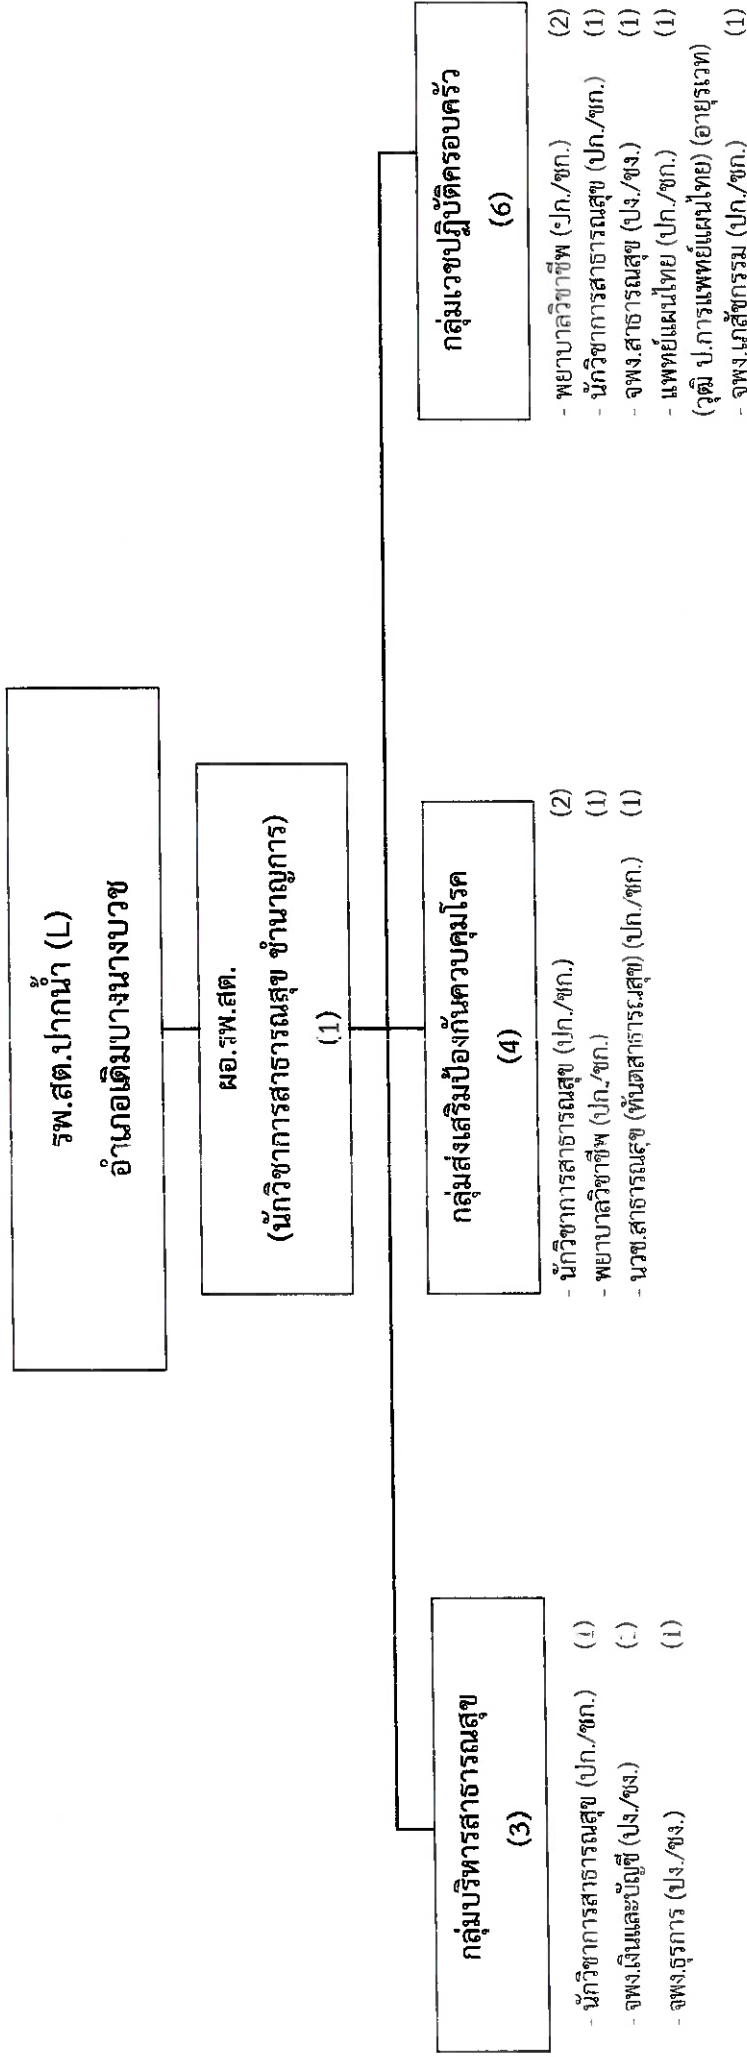 รพ.สต.ปากน้ำ (L)
อำเภอเดิมบางนางบวช
ผอ.รพ.สต.
(นักวิชาการสาธารณสุข ชำนาญการ)
(1)
กลุ่มบริหารสาธารณสุข
(3)
- นักวิชาการสาธารณสุข (ปก./ชก.) (1)
- จพง.เงินและบัญชี (ปง./ชง.)
- จพง.ธุรการ (ปง./ชง.) (1)
กลุ่มส่งเสริมป้องกันควบคุมโรค
(4)
- นักวิชาการสาธารณสุข (ปก./ชก.) (2)
- พยาบาลวิชาชีพ (ปก./ชก.) (1)
- นวช.สาธารณสุข (ทันตสาธารณสุข) (ปก./ชก.) (1)
กลุ่มเวชปฏิบัติครอบครัว
(6)
- พยาบาลวิชาชีพ (ปก./ชก.) (2)
- นักวิชาการสาธารณสุข (ปก./ชก.) (1)
- จพง.สาธารณสุข (ปง./ชง.) (1)
- แพทย์แผนไทย (ปก./ชก.) (1)
(วุฒิ ป.การแพทย์แผนไทย) (อายุรเวท)
- จพง.เภสัชกรรม (ปก./ชก.) (1)